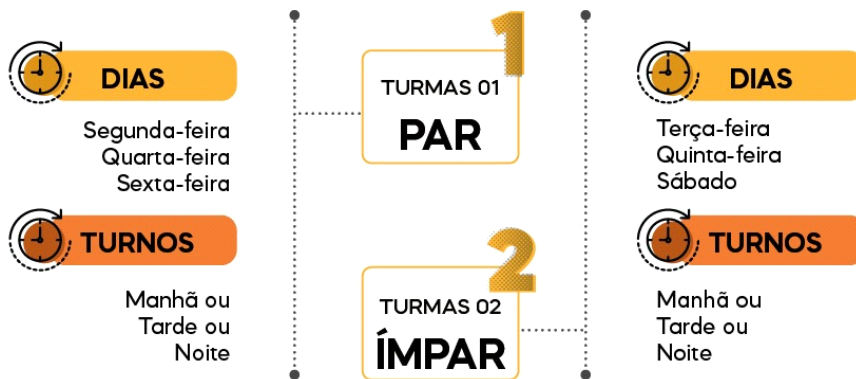 DIAS
Segunda-feira
Quarta-feira
Sexta-feira
TURNOS
Manhã ou
Tarde ou
Noite
1
TURMAS 01
PAR
2
TURMAS 02
ÍMPAR
DIAS
Terça-feira
Quinta-feira
Sábado
TURNOS
Manhã ou
Tarde ou
Noite